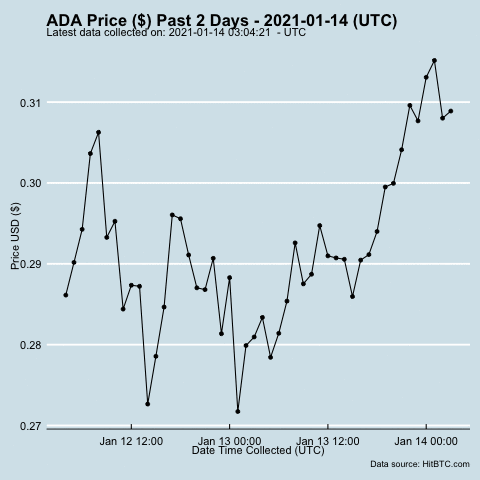 ADA Price ($) Past 2 Days - 2021-01-14 (UTC)
Latest data collected on: 2021-01-14 03:04:21  - UTC
0.31
0.30
0.29
0.28
0.27
Price USD ($)
Jan 12 12:00 Jan 13 00:00 Jan 13 12:00 Jan 14 00:00
Date Time Collected (UTC)
Data source: HitBTC.com